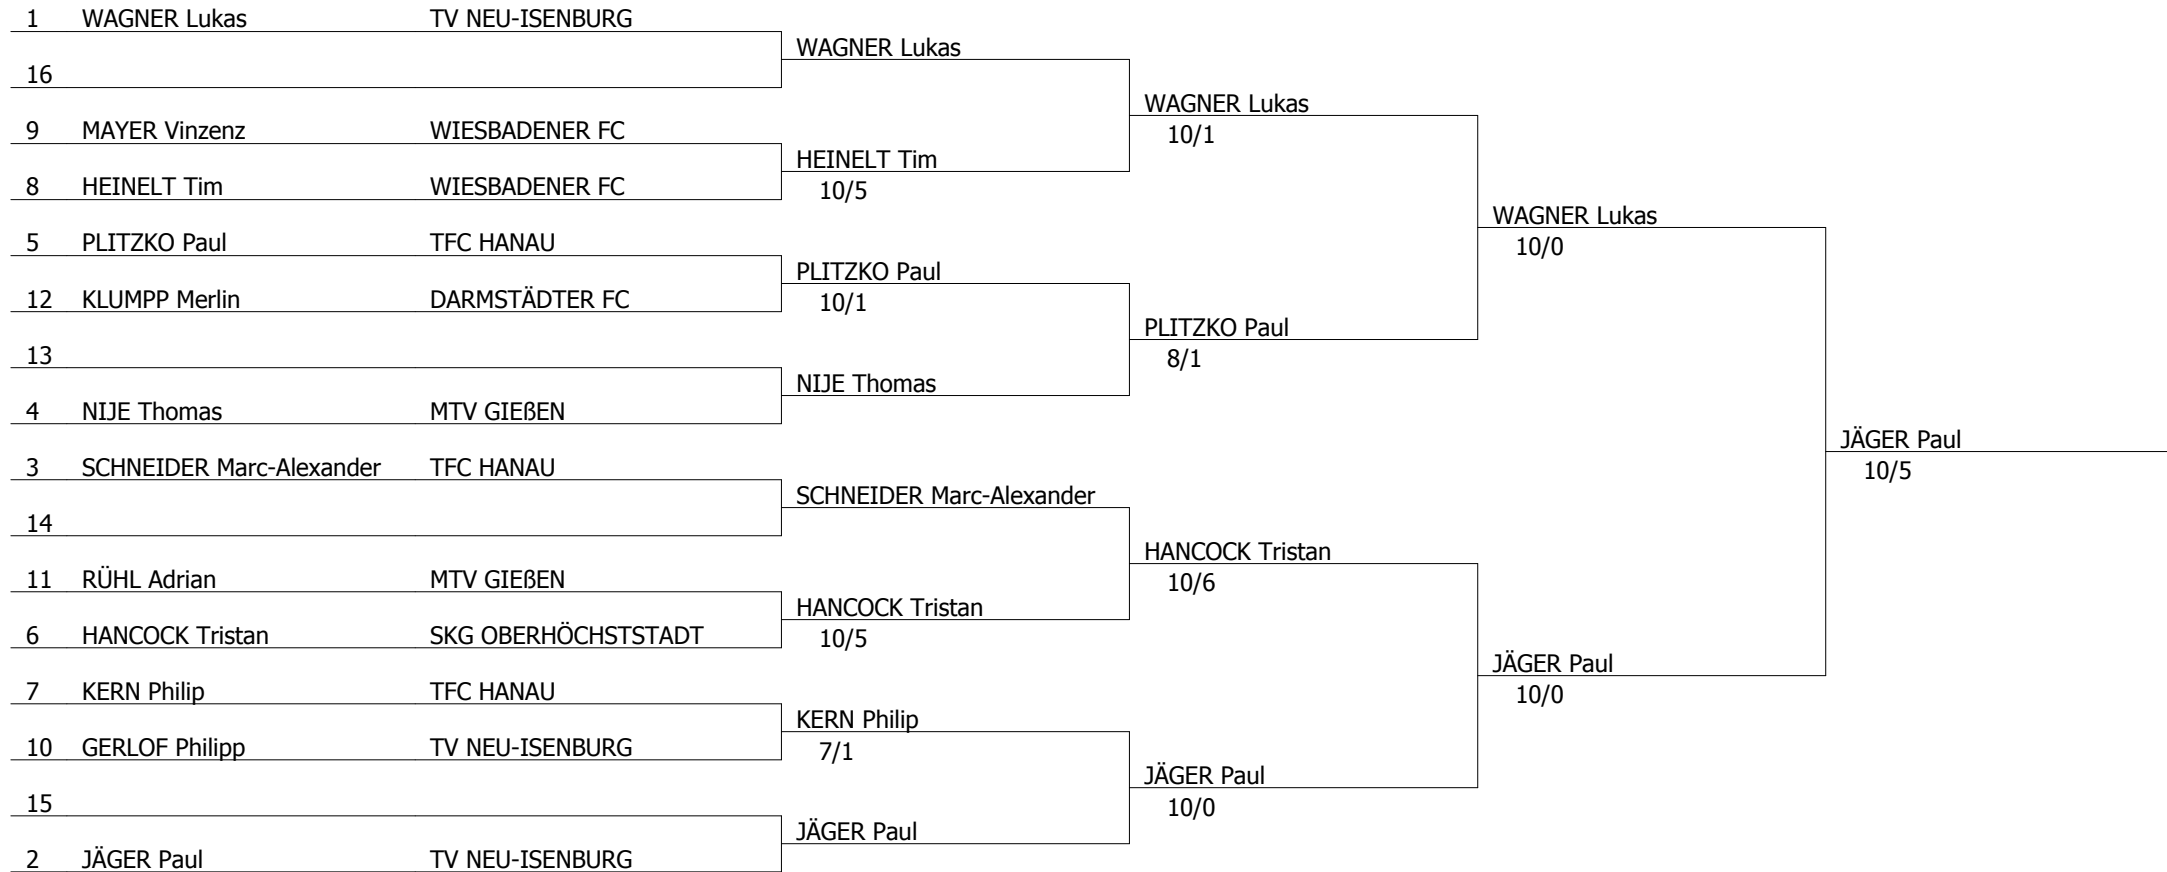 1 WAGNER Lukas TV NEU-ISENBURG
WAGNER Lukas
16
WAGNER Lukas
10/1
9 MAYER Vinzenz WIESBADENER FC
HEINELT Tim
10/5
8 HEINELT Tim WIESBADENER FC
WAGNER Lukas
10/0
5 PLITZKO Paul TFC HANAU
PLITZKO Paul
10/1
12 KLUMPP Merlin DARMSTÄDTER FC
PLITZKO Paul
8/1
13
NIJE Thomas
4 NIJE Thomas MTV GIEßEN
JÄGER Paul
10/5
3 SCHNEIDER Marc-Alexander TFC HANAU
SCHNEIDER Marc-Alexander
14
HANCOCK Tristan
10/6
11 RÜHL Adrian MTV GIEßEN
HANCOCK Tristan
10/5
6 HANCOCK Tristan SKG OBERHÖCHSTSTADT
JÄGER Paul
10/0
7 KERN Philip TFC HANAU
KERN Philip
7/1
10 GERLOF Philipp TV NEU-ISENBURG
JÄGER Paul
10/0
15
JÄGER Paul
2 JÄGER Paul TV NEU-ISENBURG